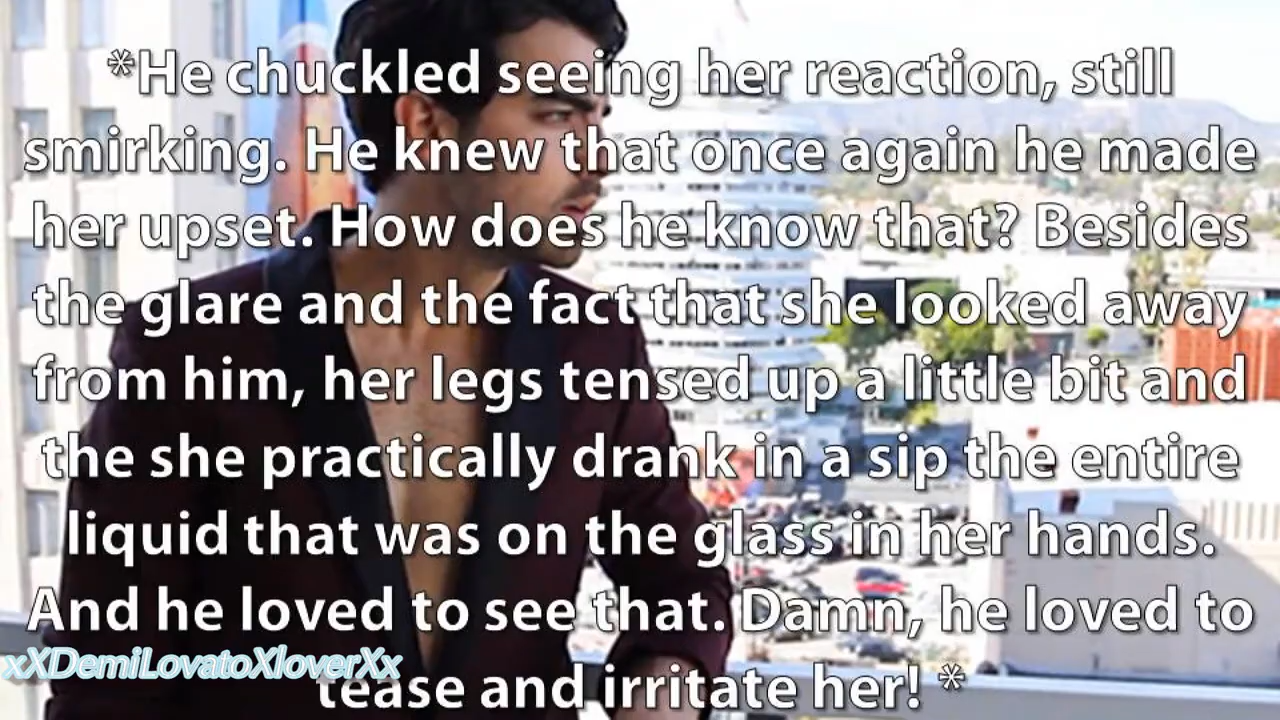 *He chuckled seeing her reaction, still
smirking. He knew that once again he made
her upset. How does he know that? Besides
the glare and the fact that she looked away
from him, her legs tensed up a little bit and
the she practically drank in a sip the entire
liquid that was on the glass in her hands.
And he loved to see that. Damn, he loved to
xXDemiLovatoXloverXx
tease and irritate her! *